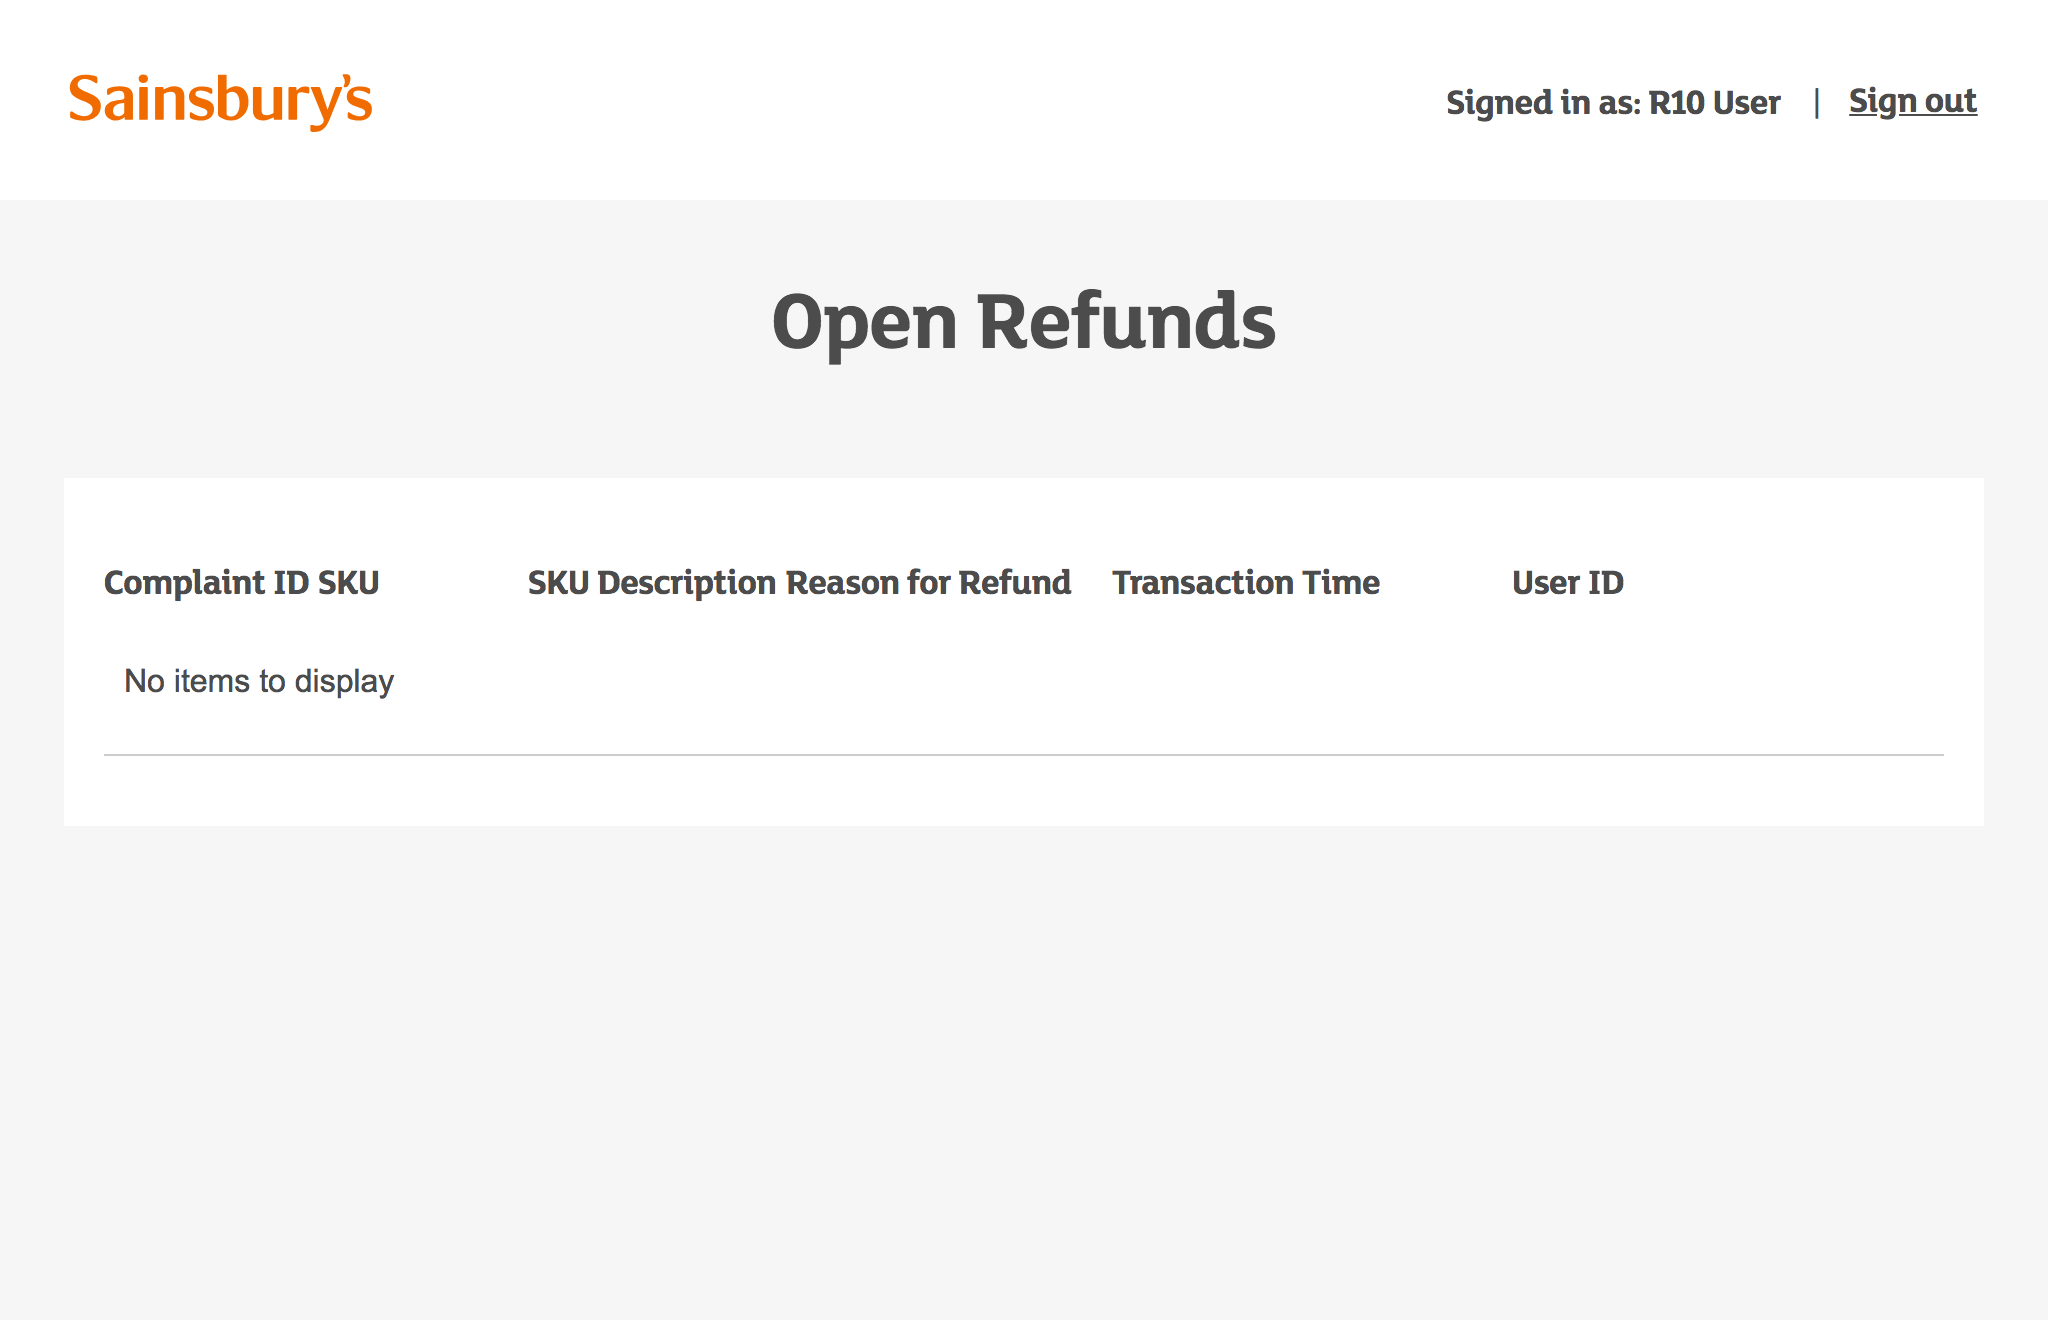 Sainsbury's
Signed in as: R10 User | Sign out
Open Refunds
Complaint ID SKU SKU Description Reason for Refund Transaction Time User ID
No items to display